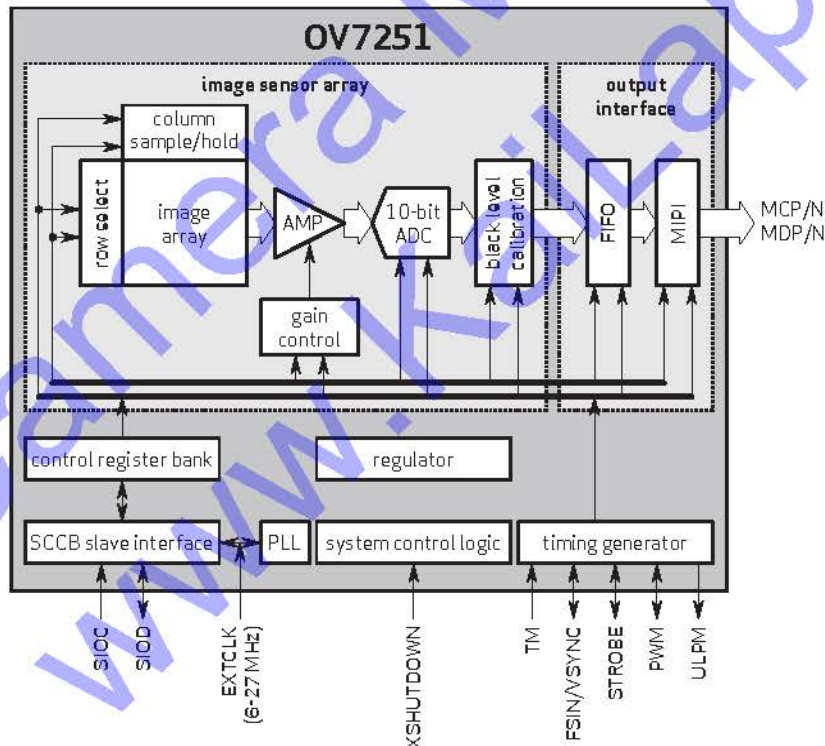 OV7251
image sensor array
output
interface
column
sample/hold
row select
image
array
AMP
10-bit
ADC
black level
calibration
FIFO
MIPI
MCP/N
MDP/N
gain
control
control register bank
regulator
SCCB slave interface
PLL
system control logic
timing generator
SIOC
SIOD
EXTCLK
(6-27 MHz)
XSHUTDOWN
TM
FSIN/VSYNC
STROBE
PWM
ULPM